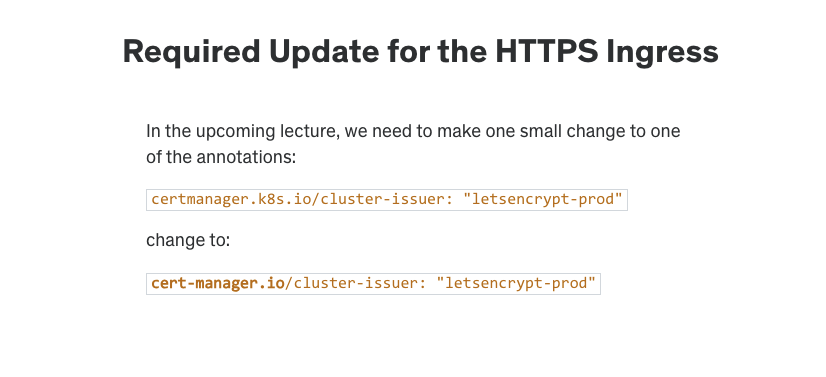 Required Update for the HTTPS Ingress
In the upcoming lecture, we need to make one small change to one
of the annotations:
certmanager.k8s.io/cluster-issuer: "letsencrypt-prod"
change to:
cert-manager.io/cluster-issuer: "letsencrypt-prod"